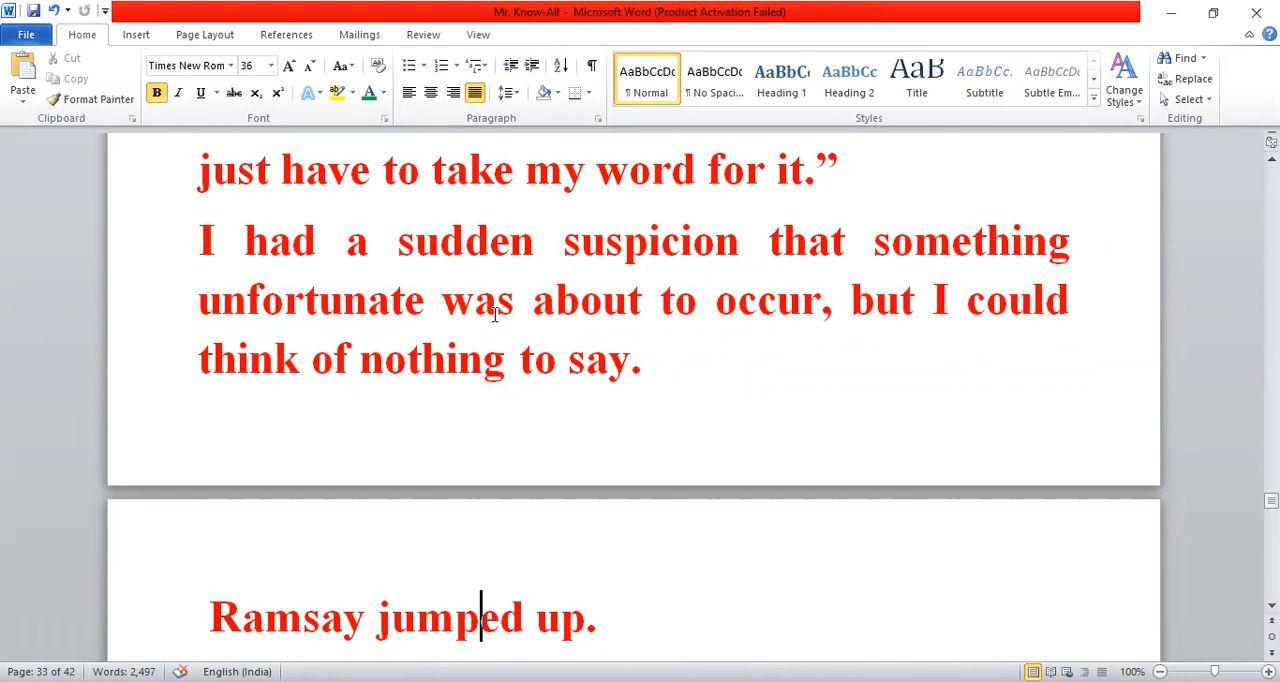 Mr. Know-All - Microsoft Word (Product Activation Failed)
File Home Insert Page Layout References Mailings Review View
Paste Cut Copy Format Painter
Clipboard
Times New Rom 36
Font
Paragraph
AaBbCcDc AaBbCcDc AaBbCc AaBbCc AaB AaBbCc. AaBbCcDc
¶ Normal ¶ No Spaci... Heading 1 Heading 2 Title Subtitle Subtle Em...
Styles
Change Styles
Find
Replace
Select
Editing
just have to take my word for it.”
I had a sudden suspicion that something
unfortunate was about to occur, but I could
think of nothing to say.
Ramsay jumped up.
Page: 33 of 42 Words: 2,497 English (India) 100%